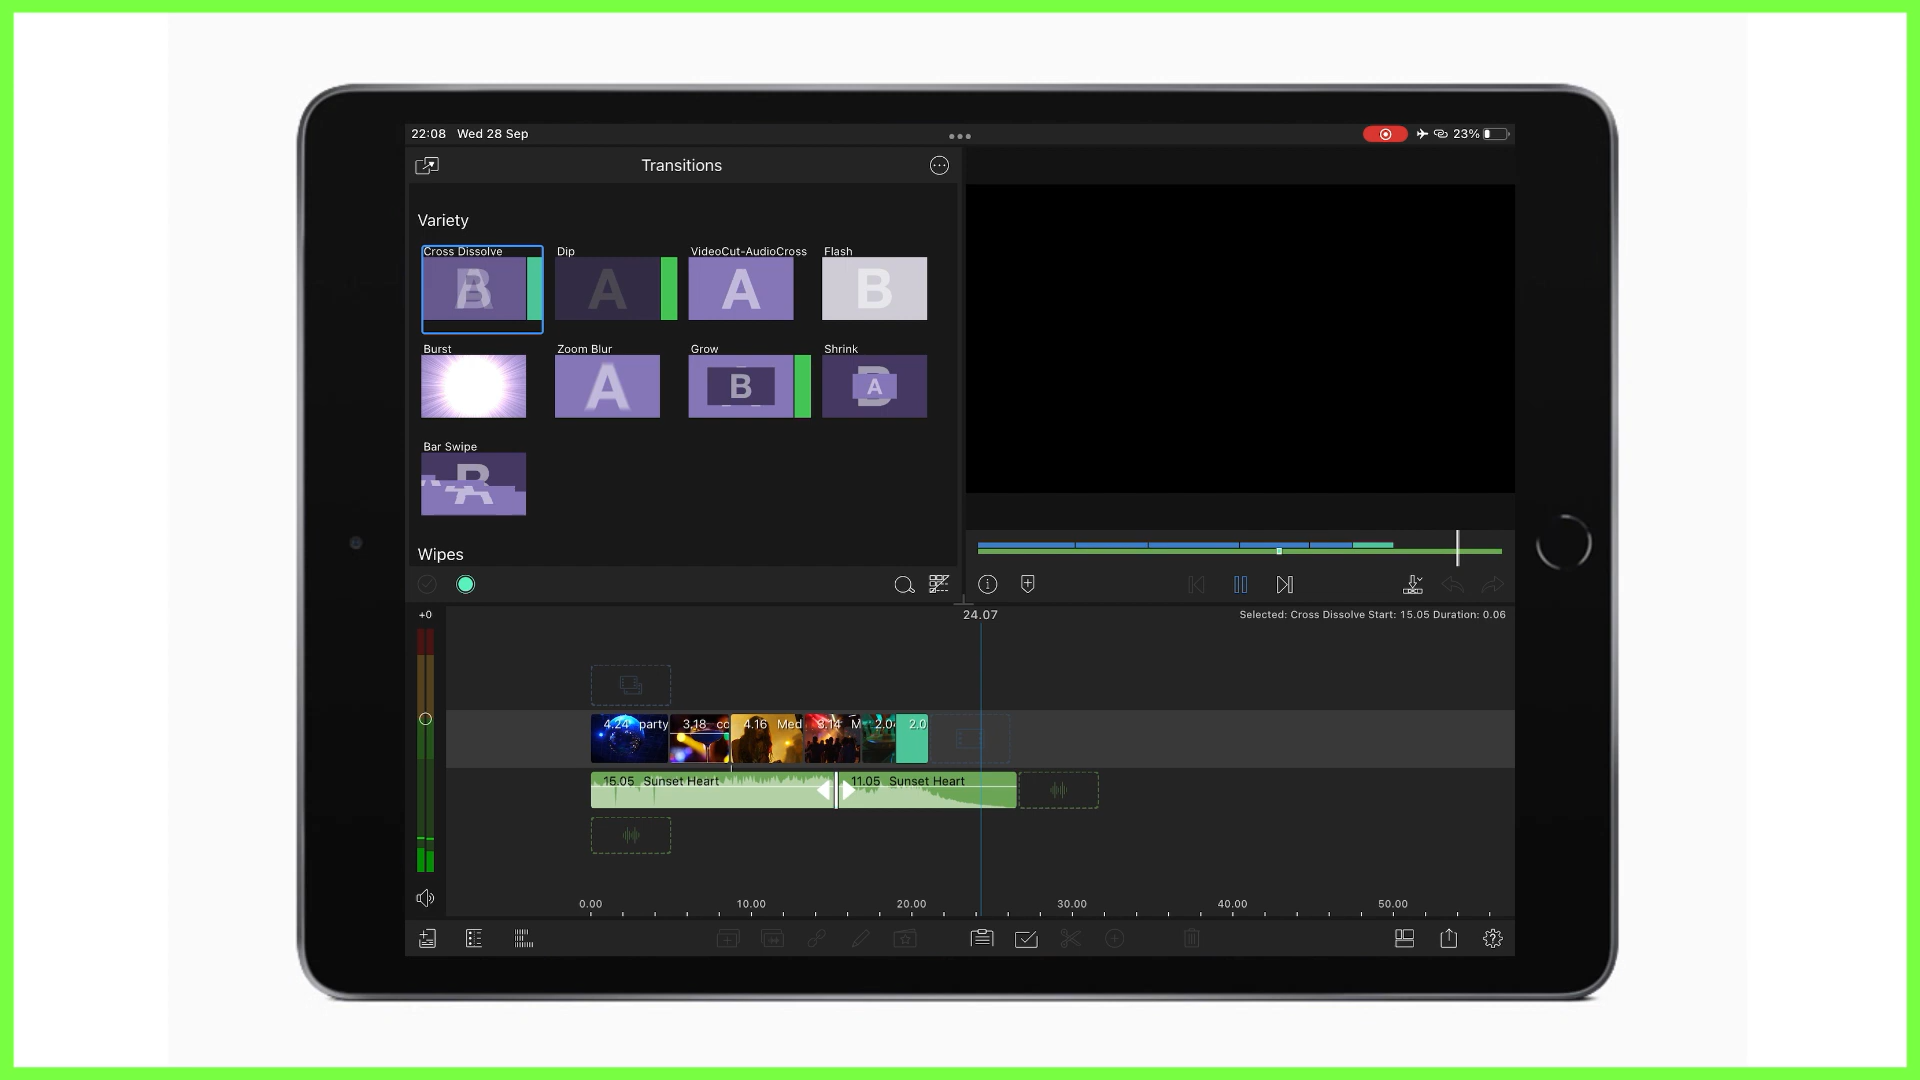 22:08 Wed 28 Sep
23%
Transitions
Variety
Cross Dissolve
Dip
VideoCut-AudioCross
Flash
A
A
B
Burst
Zoom Blur
Grow
Shrink
A
B
A
Bar Swipe
Wipes
+0
24.07
Selected: Cross Dissolve Start: 15.05 Duration: 0.06
4.24 party
3.18 cc
4.16 Med
3.14 M
2.0
2.0
15.05 Sunset Heart
11.05 Sunset Heart
0.00
10.00
20.00
30.00
40.00
50.00